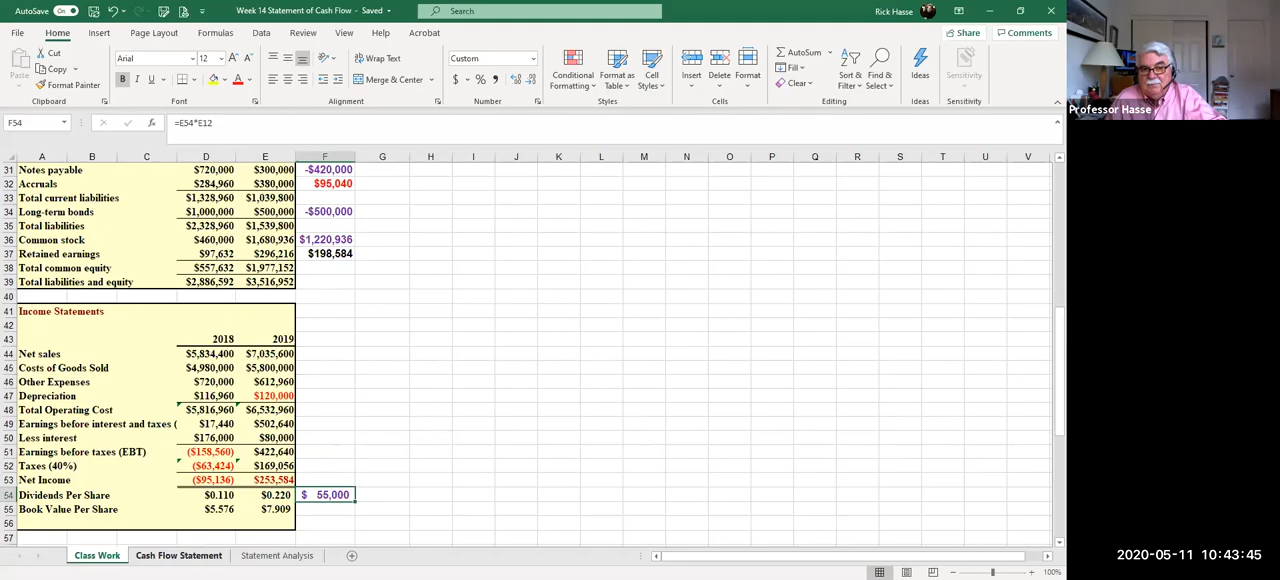 AutoSave On Week 14 Statement of Cash Flow - Saved Search Rick Hasse
File Home Insert Page Layout Formulas Data Review View Help Acrobat Share Comments
Paste Cut Copy Format Painter Clipboard
Arial 12 A A B I U A Font
Wrap Text Merge & Center Alignment
Custom $ % , Number
Conditional Formatting Format as Table Cell Styles Styles
Insert Delete Format Cells
AutoSum Fill Clear Sort & Filter Find & Select Editing
Ideas Ideas
Sensitivity Sensitivity
Professor Hasse
F54 fx =E54*E12
A B C D E F G H I J K L M N O P Q R S T U V
31 Notes payable $720,000 $300,000 -$420,000
32 Accruals $284,960 $380,000 $95,040
33 Total current liabilities $1,328,960 $1,039,800
34 Long-term bonds $1,000,000 $500,000 -$500,000
35 Total liabilities $2,328,960 $1,539,800
36 Common stock $460,000 $1,680,936 $1,220,936
37 Retained earnings $97,632 $296,216 $198,584
38 Total common equity $557,632 $1,977,152
39 Total liabilities and equity $2,886,592 $3,516,952
40
41 Income Statements
42
43 2018 2019
44 Net sales $5,834,400 $7,035,600
45 Costs of Goods Sold $4,980,000 $5,800,000
46 Other Expenses $720,000 $612,960
47 Depreciation $116,960 $120,000
48 Total Operating Cost $5,816,960 $6,532,960
49 Earnings before interest and taxes ( $17,440 $502,640
50 Less interest $176,000 $80,000
51 Earnings before taxes (EBT) ($158,560) $422,640
52 Taxes (40%) ($63,424) $169,056
53 Net Income ($95,136) $253,584
54 Dividends Per Share $0.110 $0.220 $ 55,000
55 Book Value Per Share $5.576 $7.909
56
57
Class Work Cash Flow Statement Statement Analysis
100%
2020-05-11 10:43:45